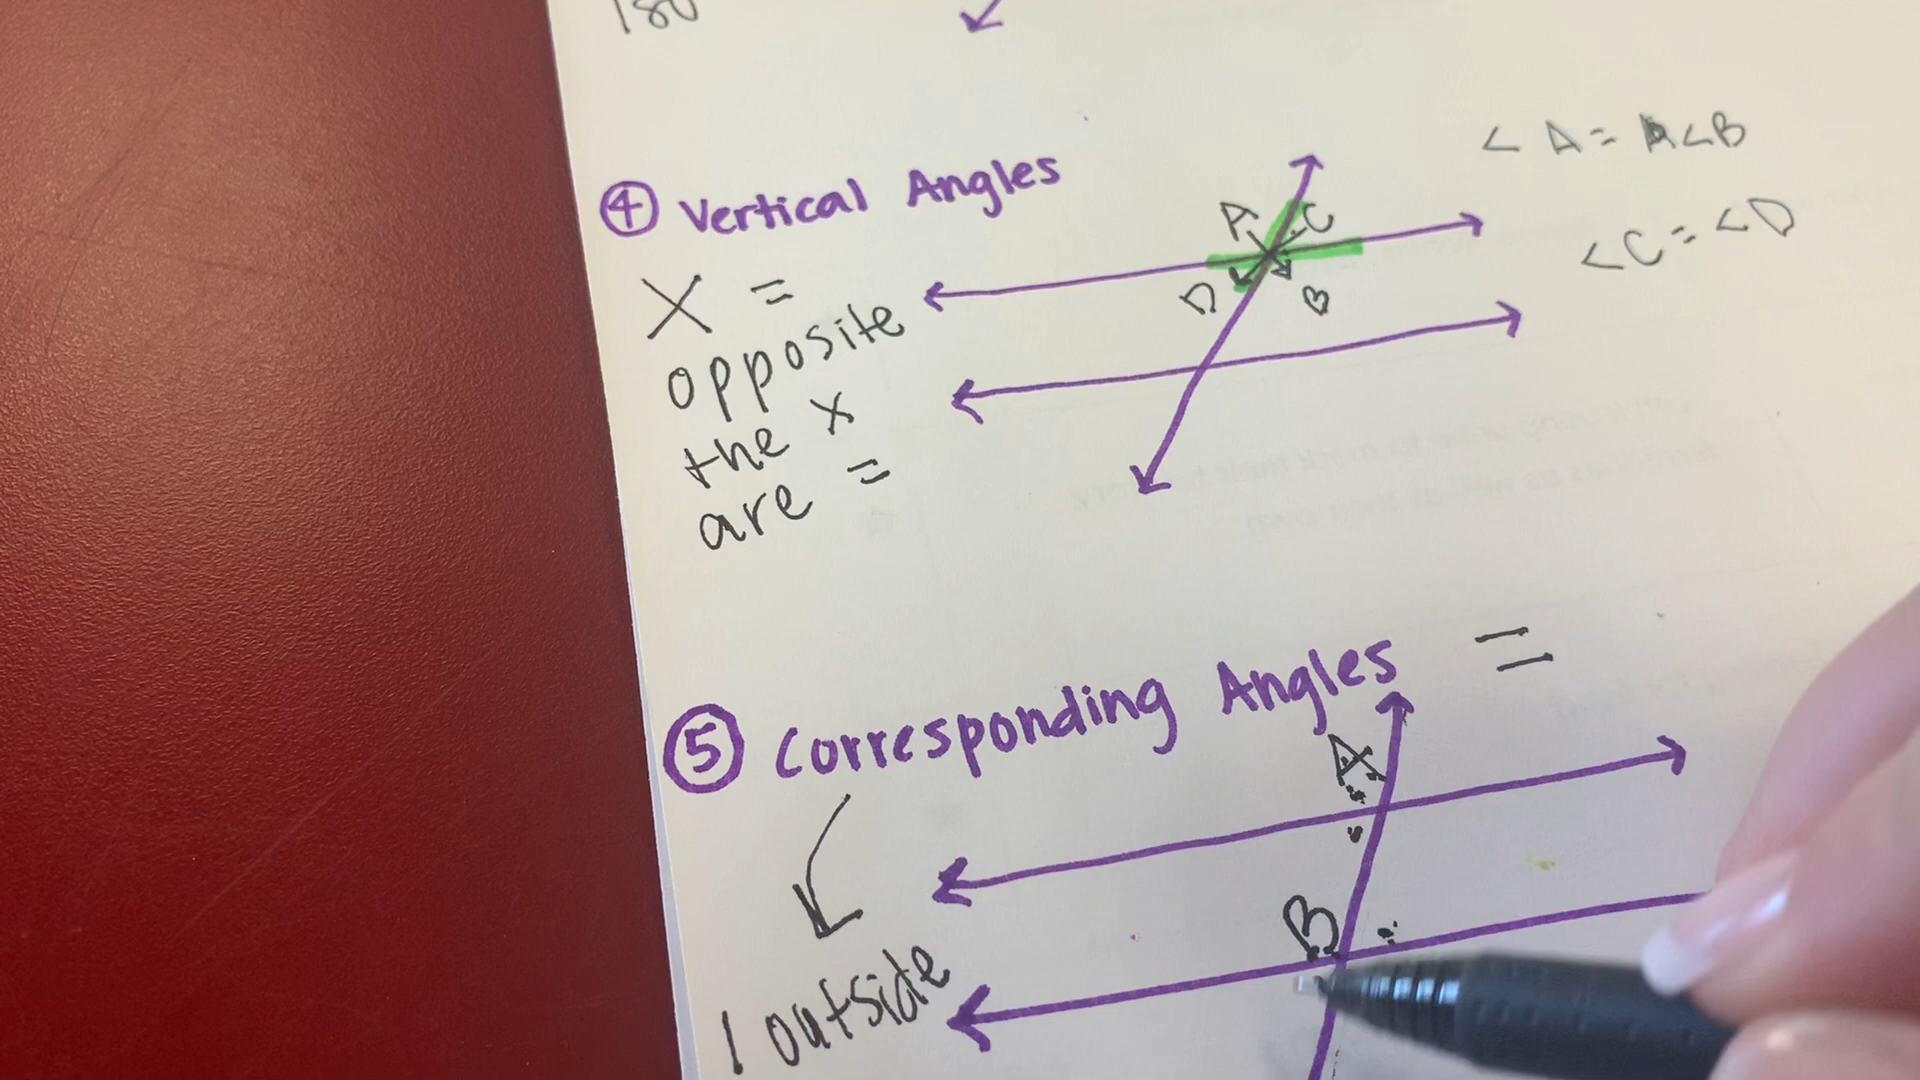 180
④ Vertical Angles
X =
opposite
the x
are =
A C
D B
< A = <B
<C = <D
⑤ Corresponding Angles =
A
B
1 outside